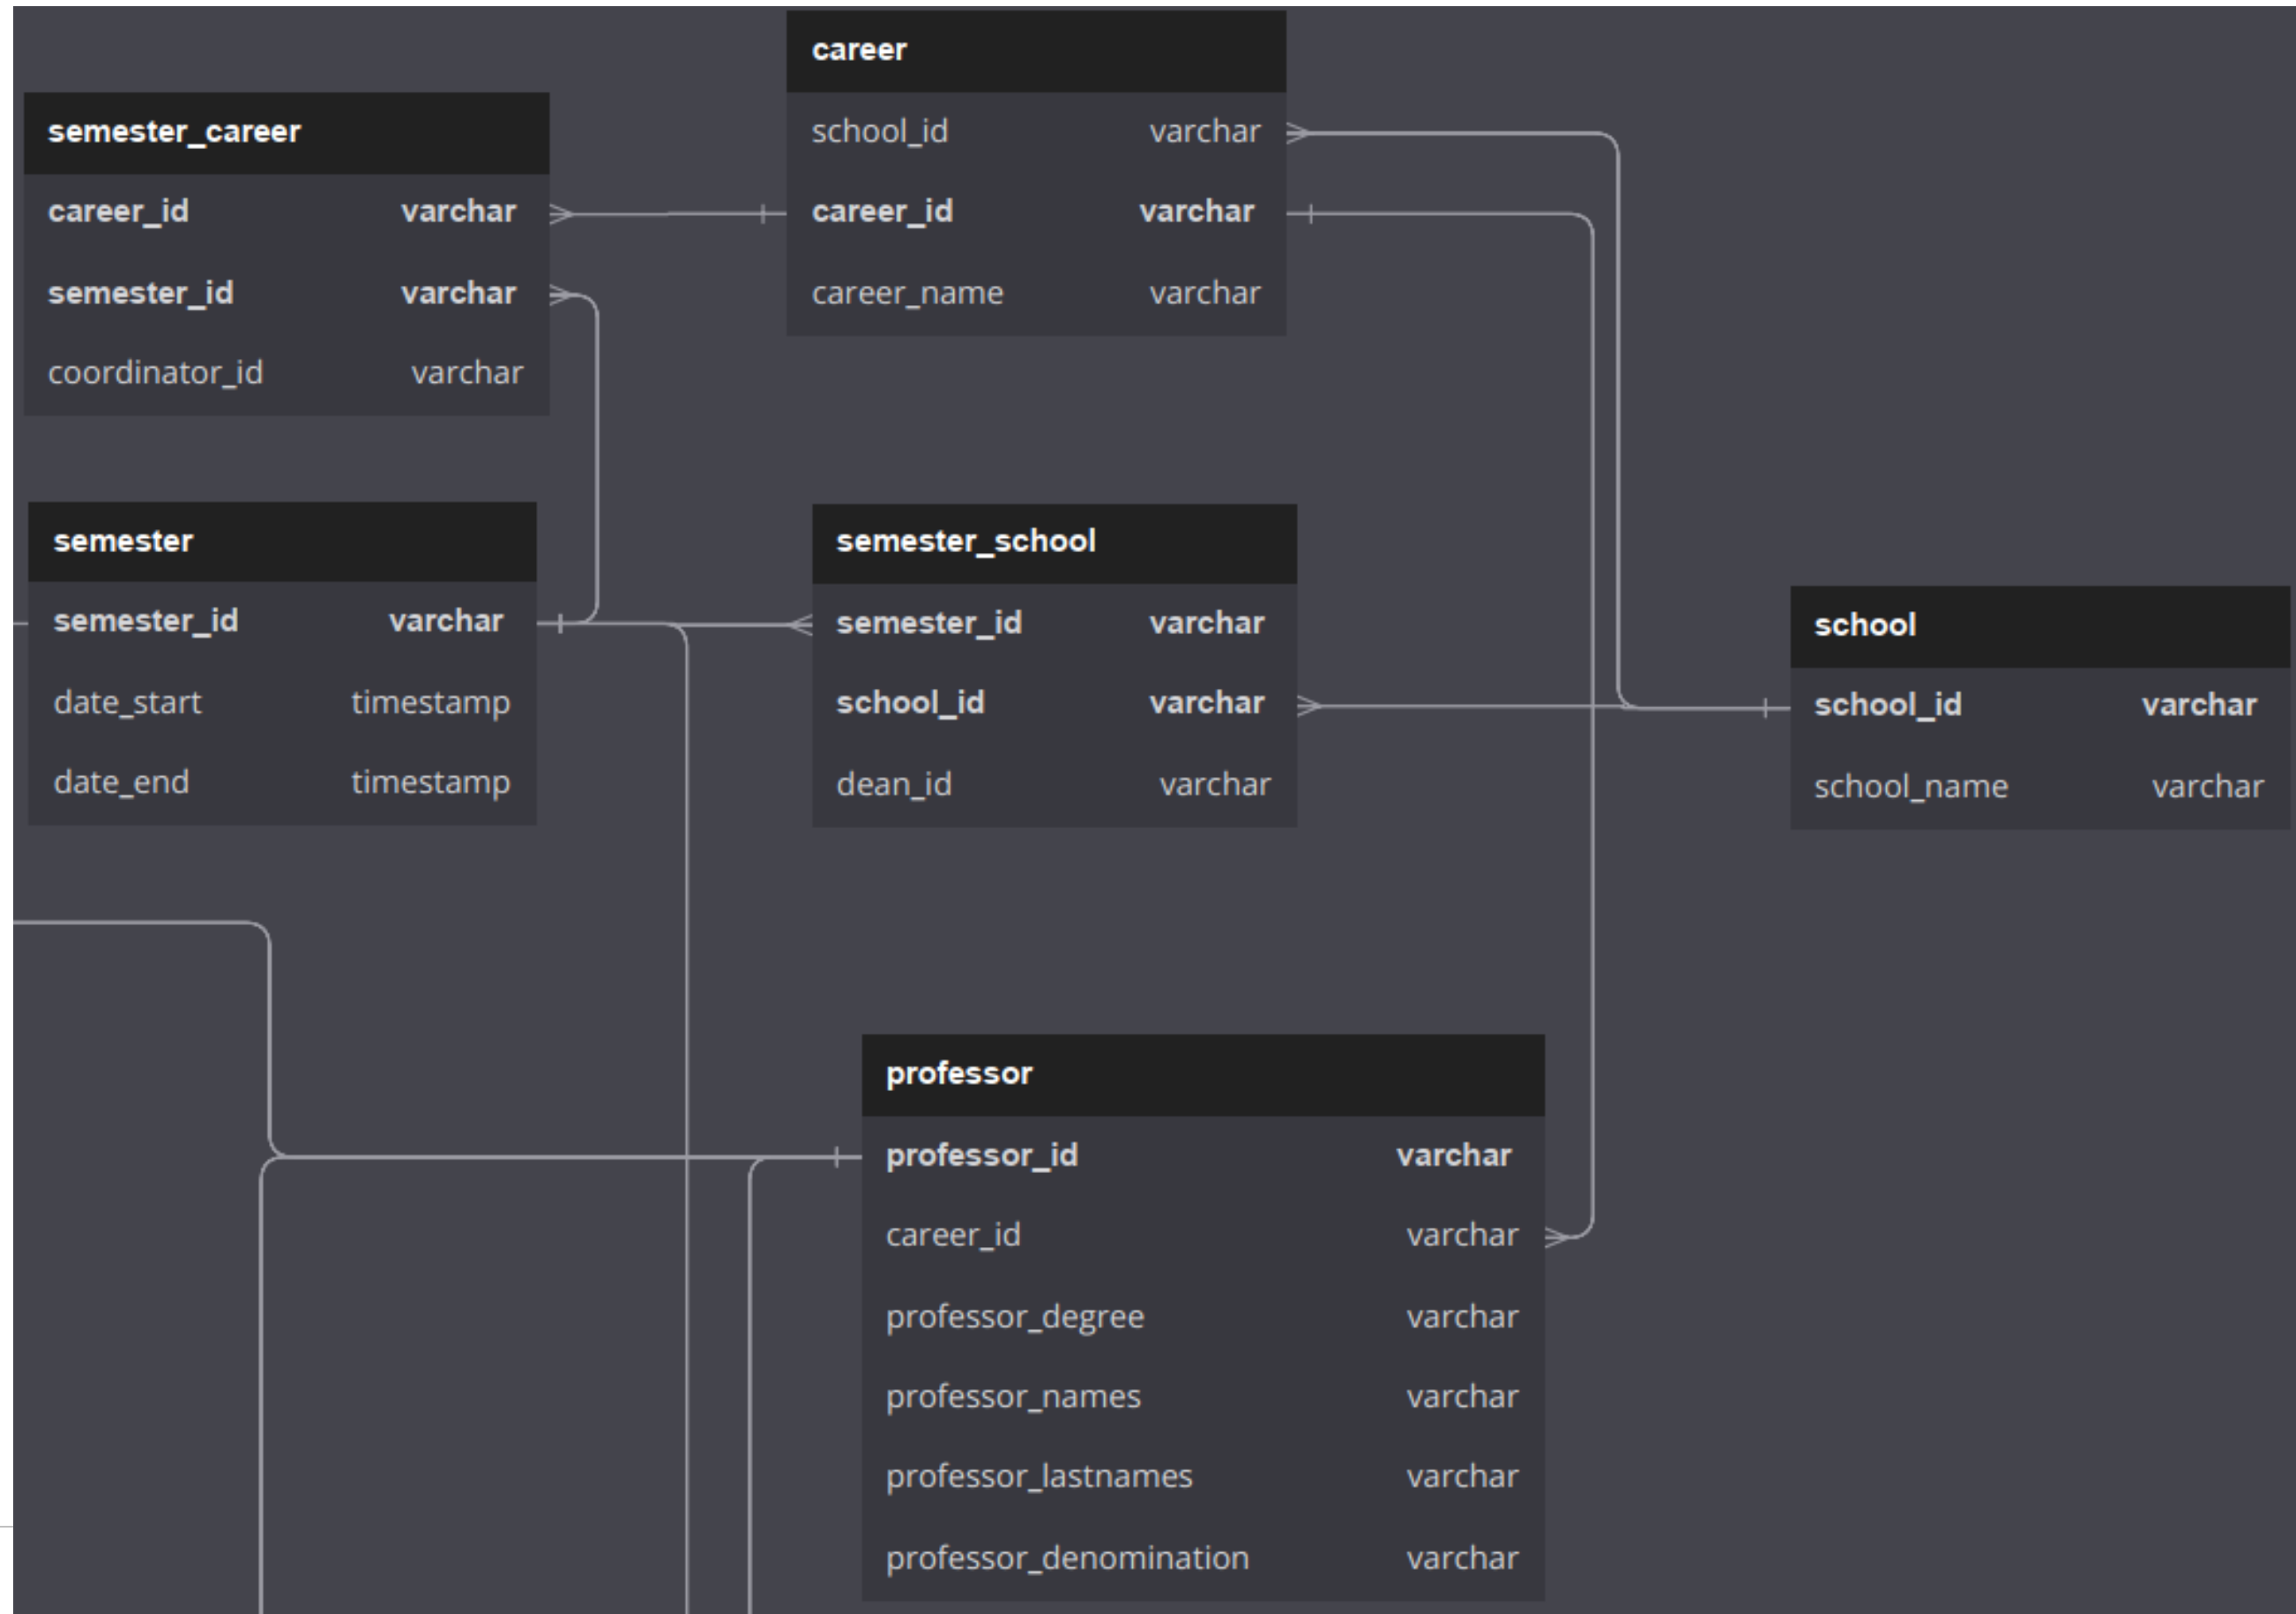 career
school_id varchar
career_id varchar
career_name varchar
semester_career
career_id varchar
semester_id varchar
coordinator_id varchar
semester
semester_id varchar
date_start timestamp
date_end timestamp
semester_school
semester_id varchar
school_id varchar
dean_id varchar
school
school_id varchar
school_name varchar
professor
professor_id varchar
career_id varchar
professor_degree varchar
professor_names varchar
professor_lastnames varchar
professor_denomination varchar